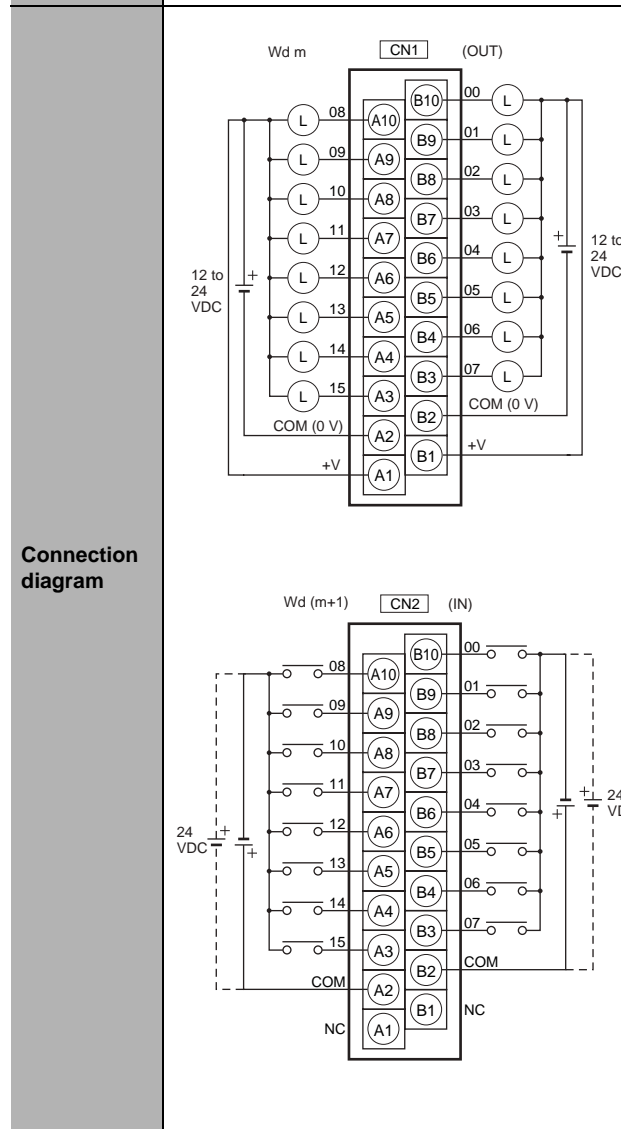 Connection
diagram
Wd m CN1 (OUT)
B10 00 L
L 08 A10
B9 01 L
L 09 A9
B8 02 L
L 10 A8
B7 03 L
L 11 A7
B6 04 L
L 12 A6
B5 05 L
L 13 A5
B4 06 L
L 14 A4
B3 07 L
L 15 A3
B2 COM (0 V)
COM (0 V) A2
B1 +V
+V A1
12 to
24
VDC
+
+
12 to
24
VDC
Wd (m+1) CN2 (IN)
B10 00
08 A10
B9 01
09 A9
B8 02
10 A8
B7 03
11 A7
B6 04
12 A6
B5 05
13 A5
B4 06
14 A4
B3 07
15 A3
B2 COM
COM A2
B1 NC
NC A1
24
VDC
+
+
+
+
24